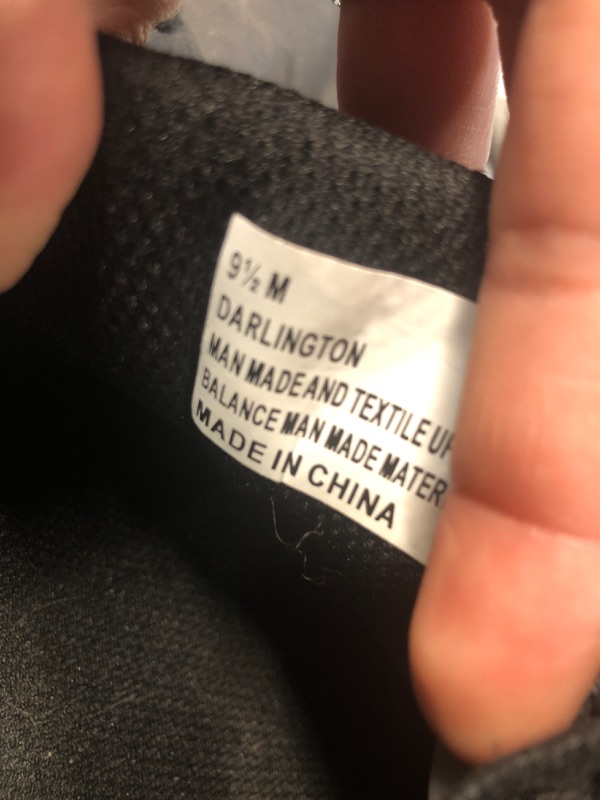 9½ M
DARLINGTON
MAN MADE AND TEXTILE UP
BALANCE MAN MADE MATER
MADE IN CHINA